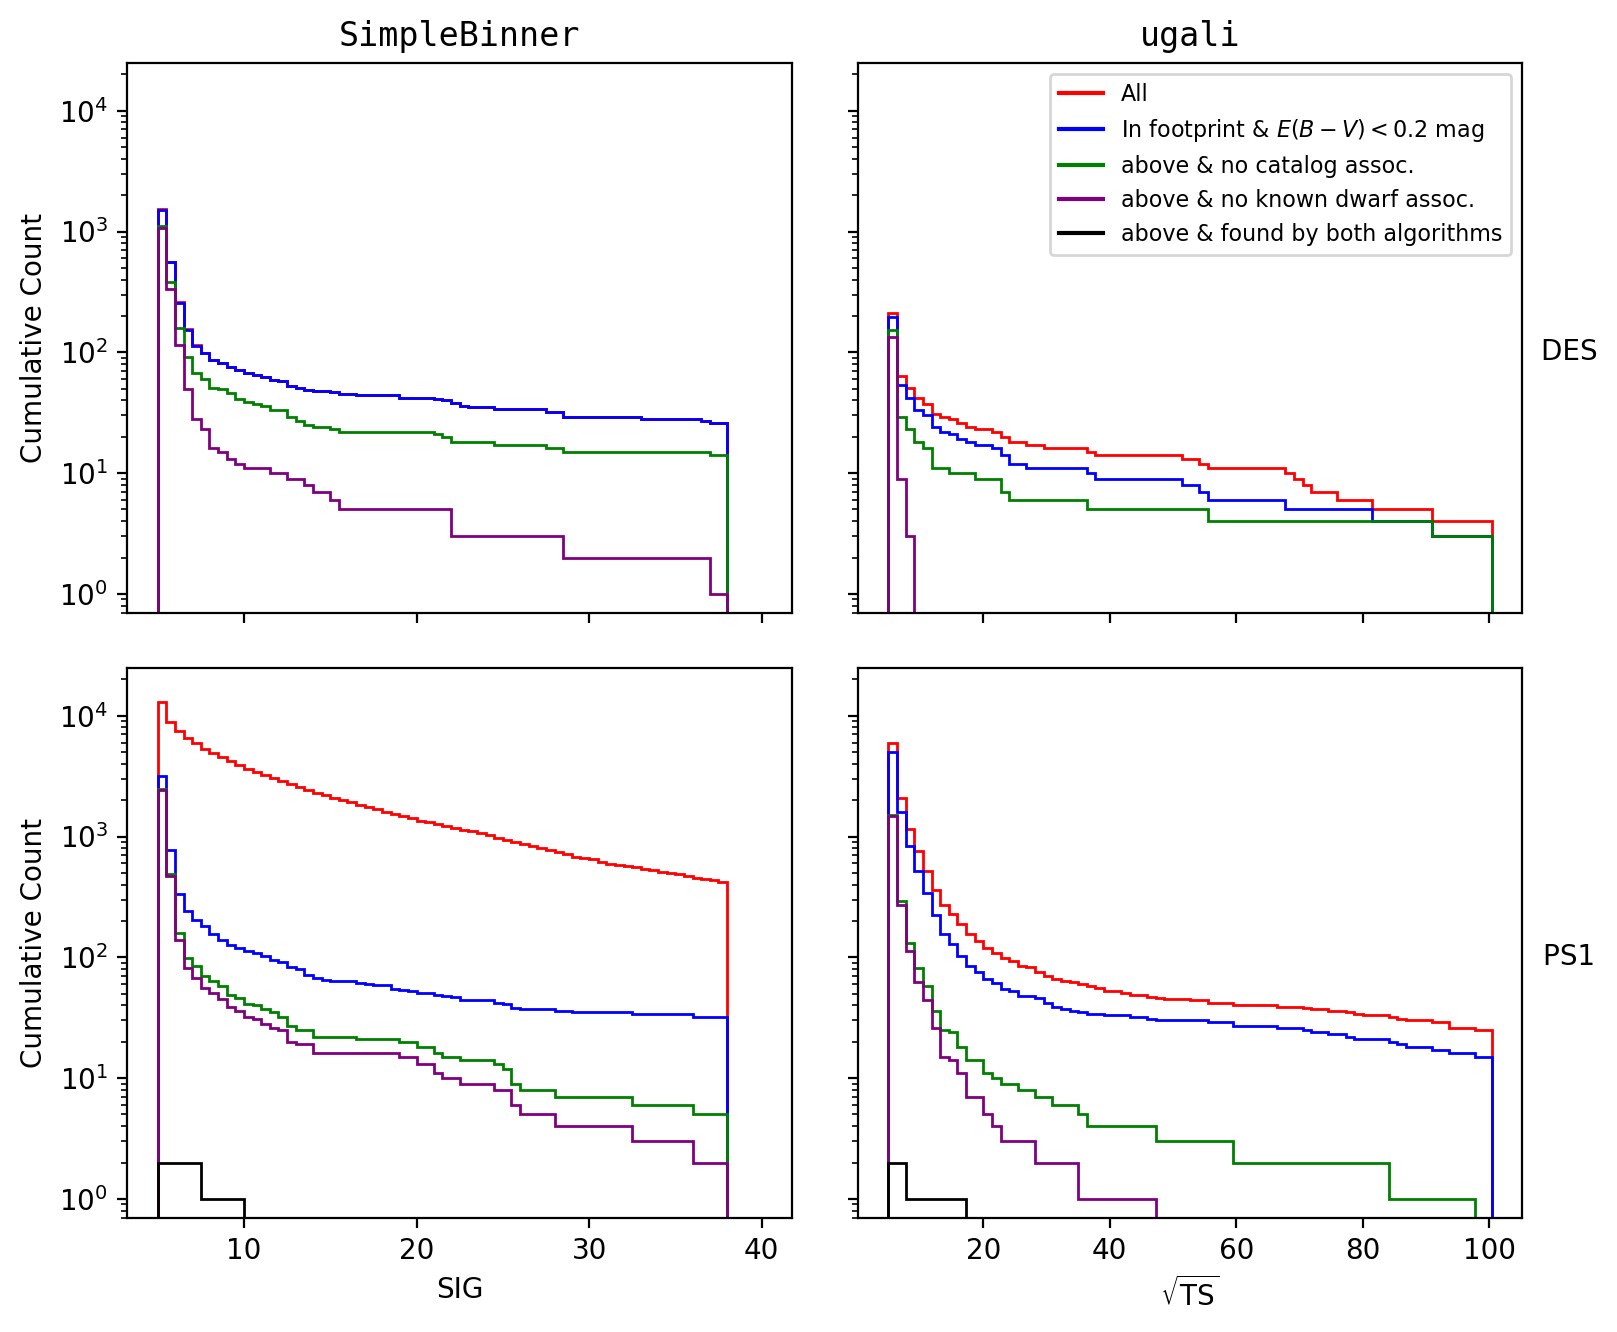 SimpleBinner
ugali
Cumulative Count
10⁴
10³
10²
10¹
10⁰
All
In footprint & E(B − V) < 0.2 mag
above & no catalog assoc.
above & no known dwarf assoc.
above & found by both algorithms
DES
Cumulative Count
10⁴
10³
10²
10¹
10⁰
PS1
10 20 30 40
20 40 60 80 100
SIG
√TS